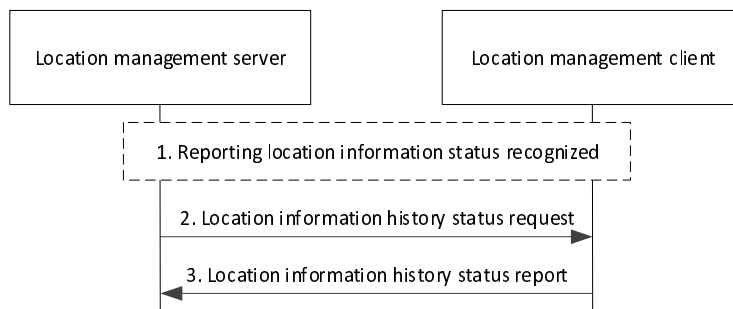 Location management server
Location management client
1. Reporting location information status recognized
2. Location information history status request
3. Location information history status report